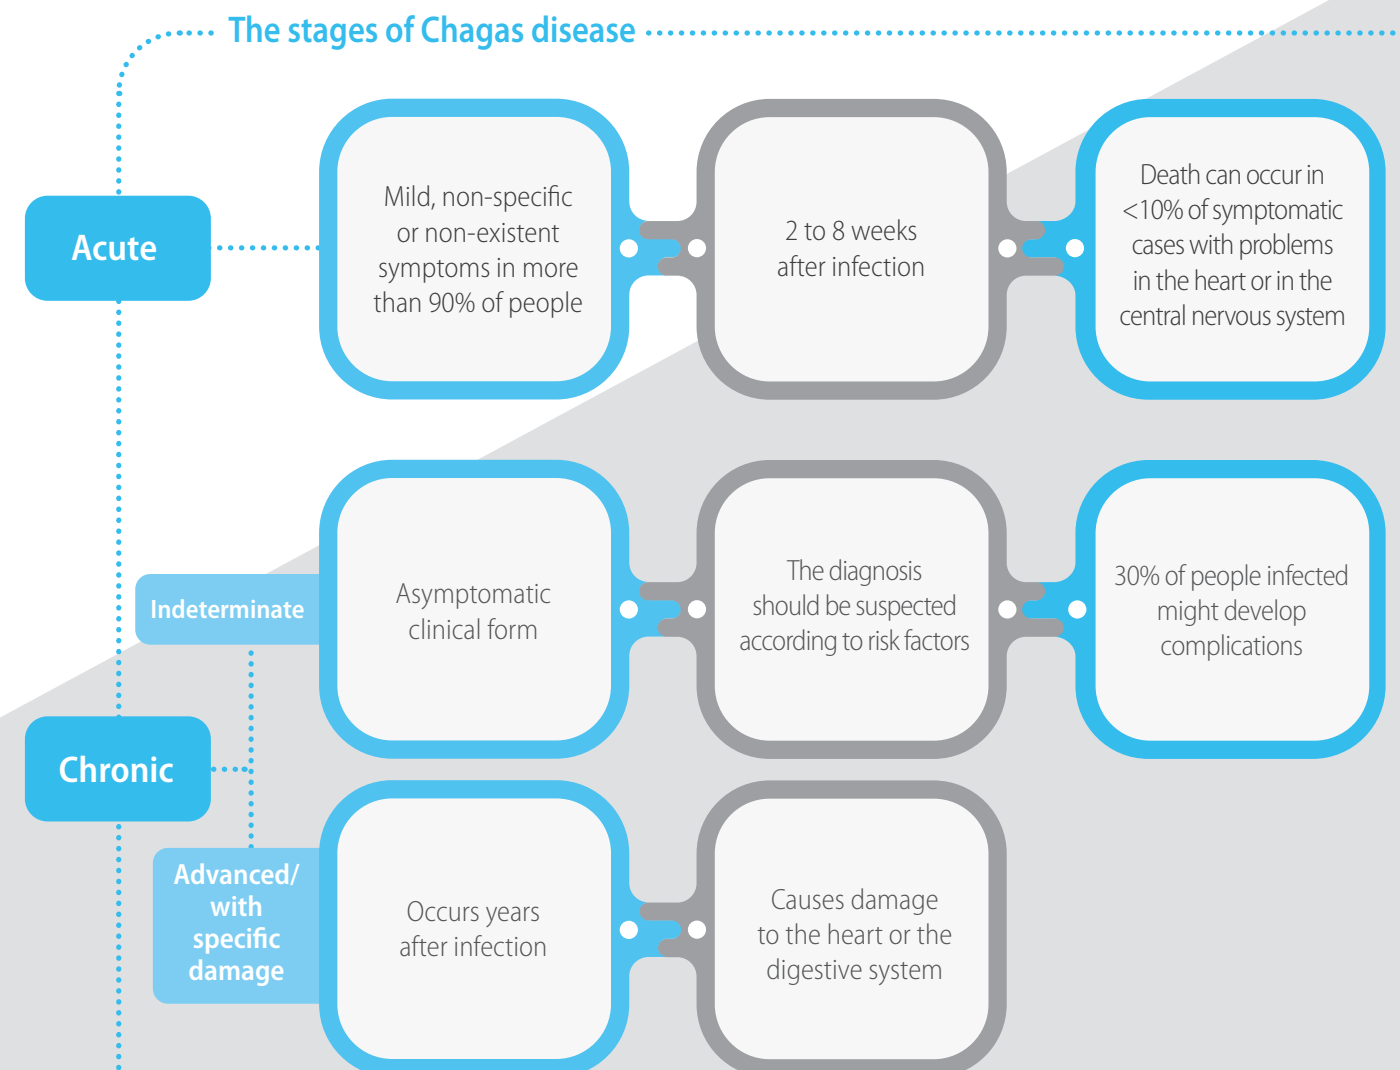 The stages of Chagas disease
Acute
Mild, non-specific
or non-existent
symptoms in more
than 90% of people
2 to 8 weeks
after infection
Death can occur in
<10% of symptomatic
cases with problems
in the heart or in the
central nervous system
Chronic
Indeterminate
Asymptomatic
clinical form
The diagnosis
should be suspected
according to risk factors
30% of people infected
might develop
complications
Advanced/
with
specific
damage
Occurs years
after infection
Causes damage
to the heart or the
digestive system